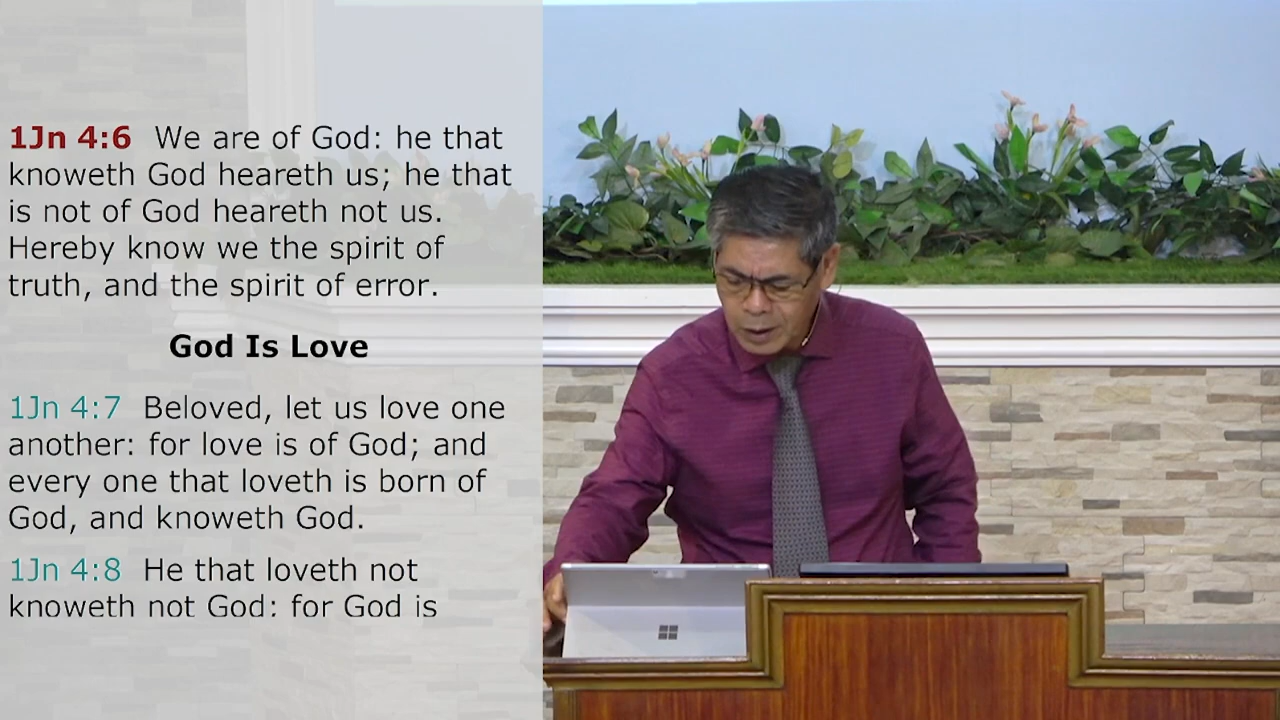 1Jn 4:6 We are of God: he that
knoweth God heareth us; he that
is not of God heareth not us.
Hereby know we the spirit of
truth, and the spirit of error.
God Is Love
1Jn 4:7 Beloved, let us love one
another: for love is of God; and
every one that loveth is born of
God, and knoweth God.
1Jn 4:8 He that loveth not
knoweth not God: for God is